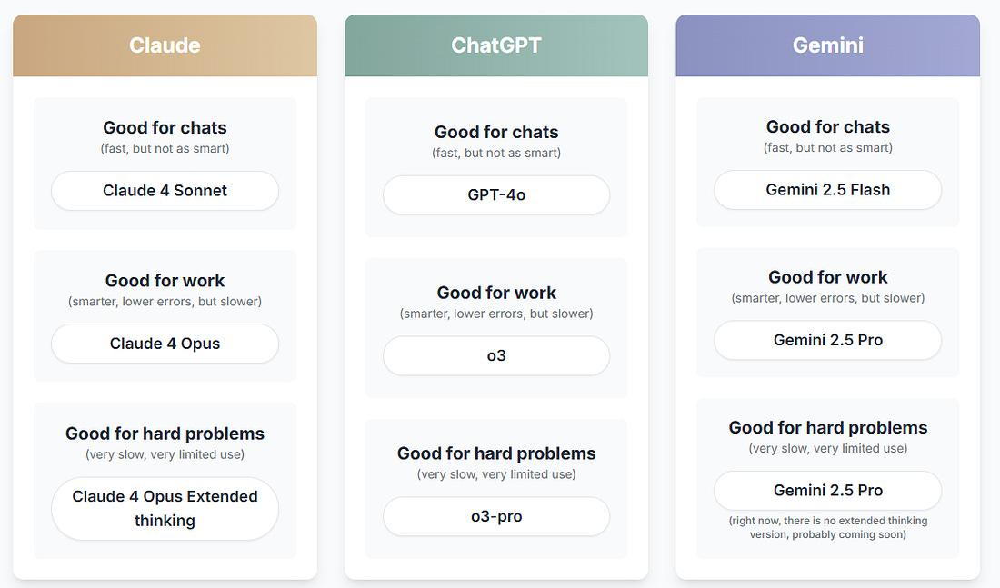 Claude
Good for chats
(fast, but not as smart)
Claude 4 Sonnet
Good for work
(smarter, lower errors, but slower)
Claude 4 Opus
Good for hard problems
(very slow, very limited use)
Claude 4 Opus Extended
thinking
ChatGPT
Good for chats
(fast, but not as smart)
GPT-4o
Good for work
(smarter, lower errors, but slower)
o3
Good for hard problems
(very slow, very limited use)
o3-pro
Gemini
Good for chats
(fast, but not as smart)
Gemini 2.5 Flash
Good for work
(smarter, lower errors, but slower)
Gemini 2.5 Pro
Good for hard problems
(very slow, very limited use)
Gemini 2.5 Pro
(right now, there is no extended thinking
version, probably coming soon)